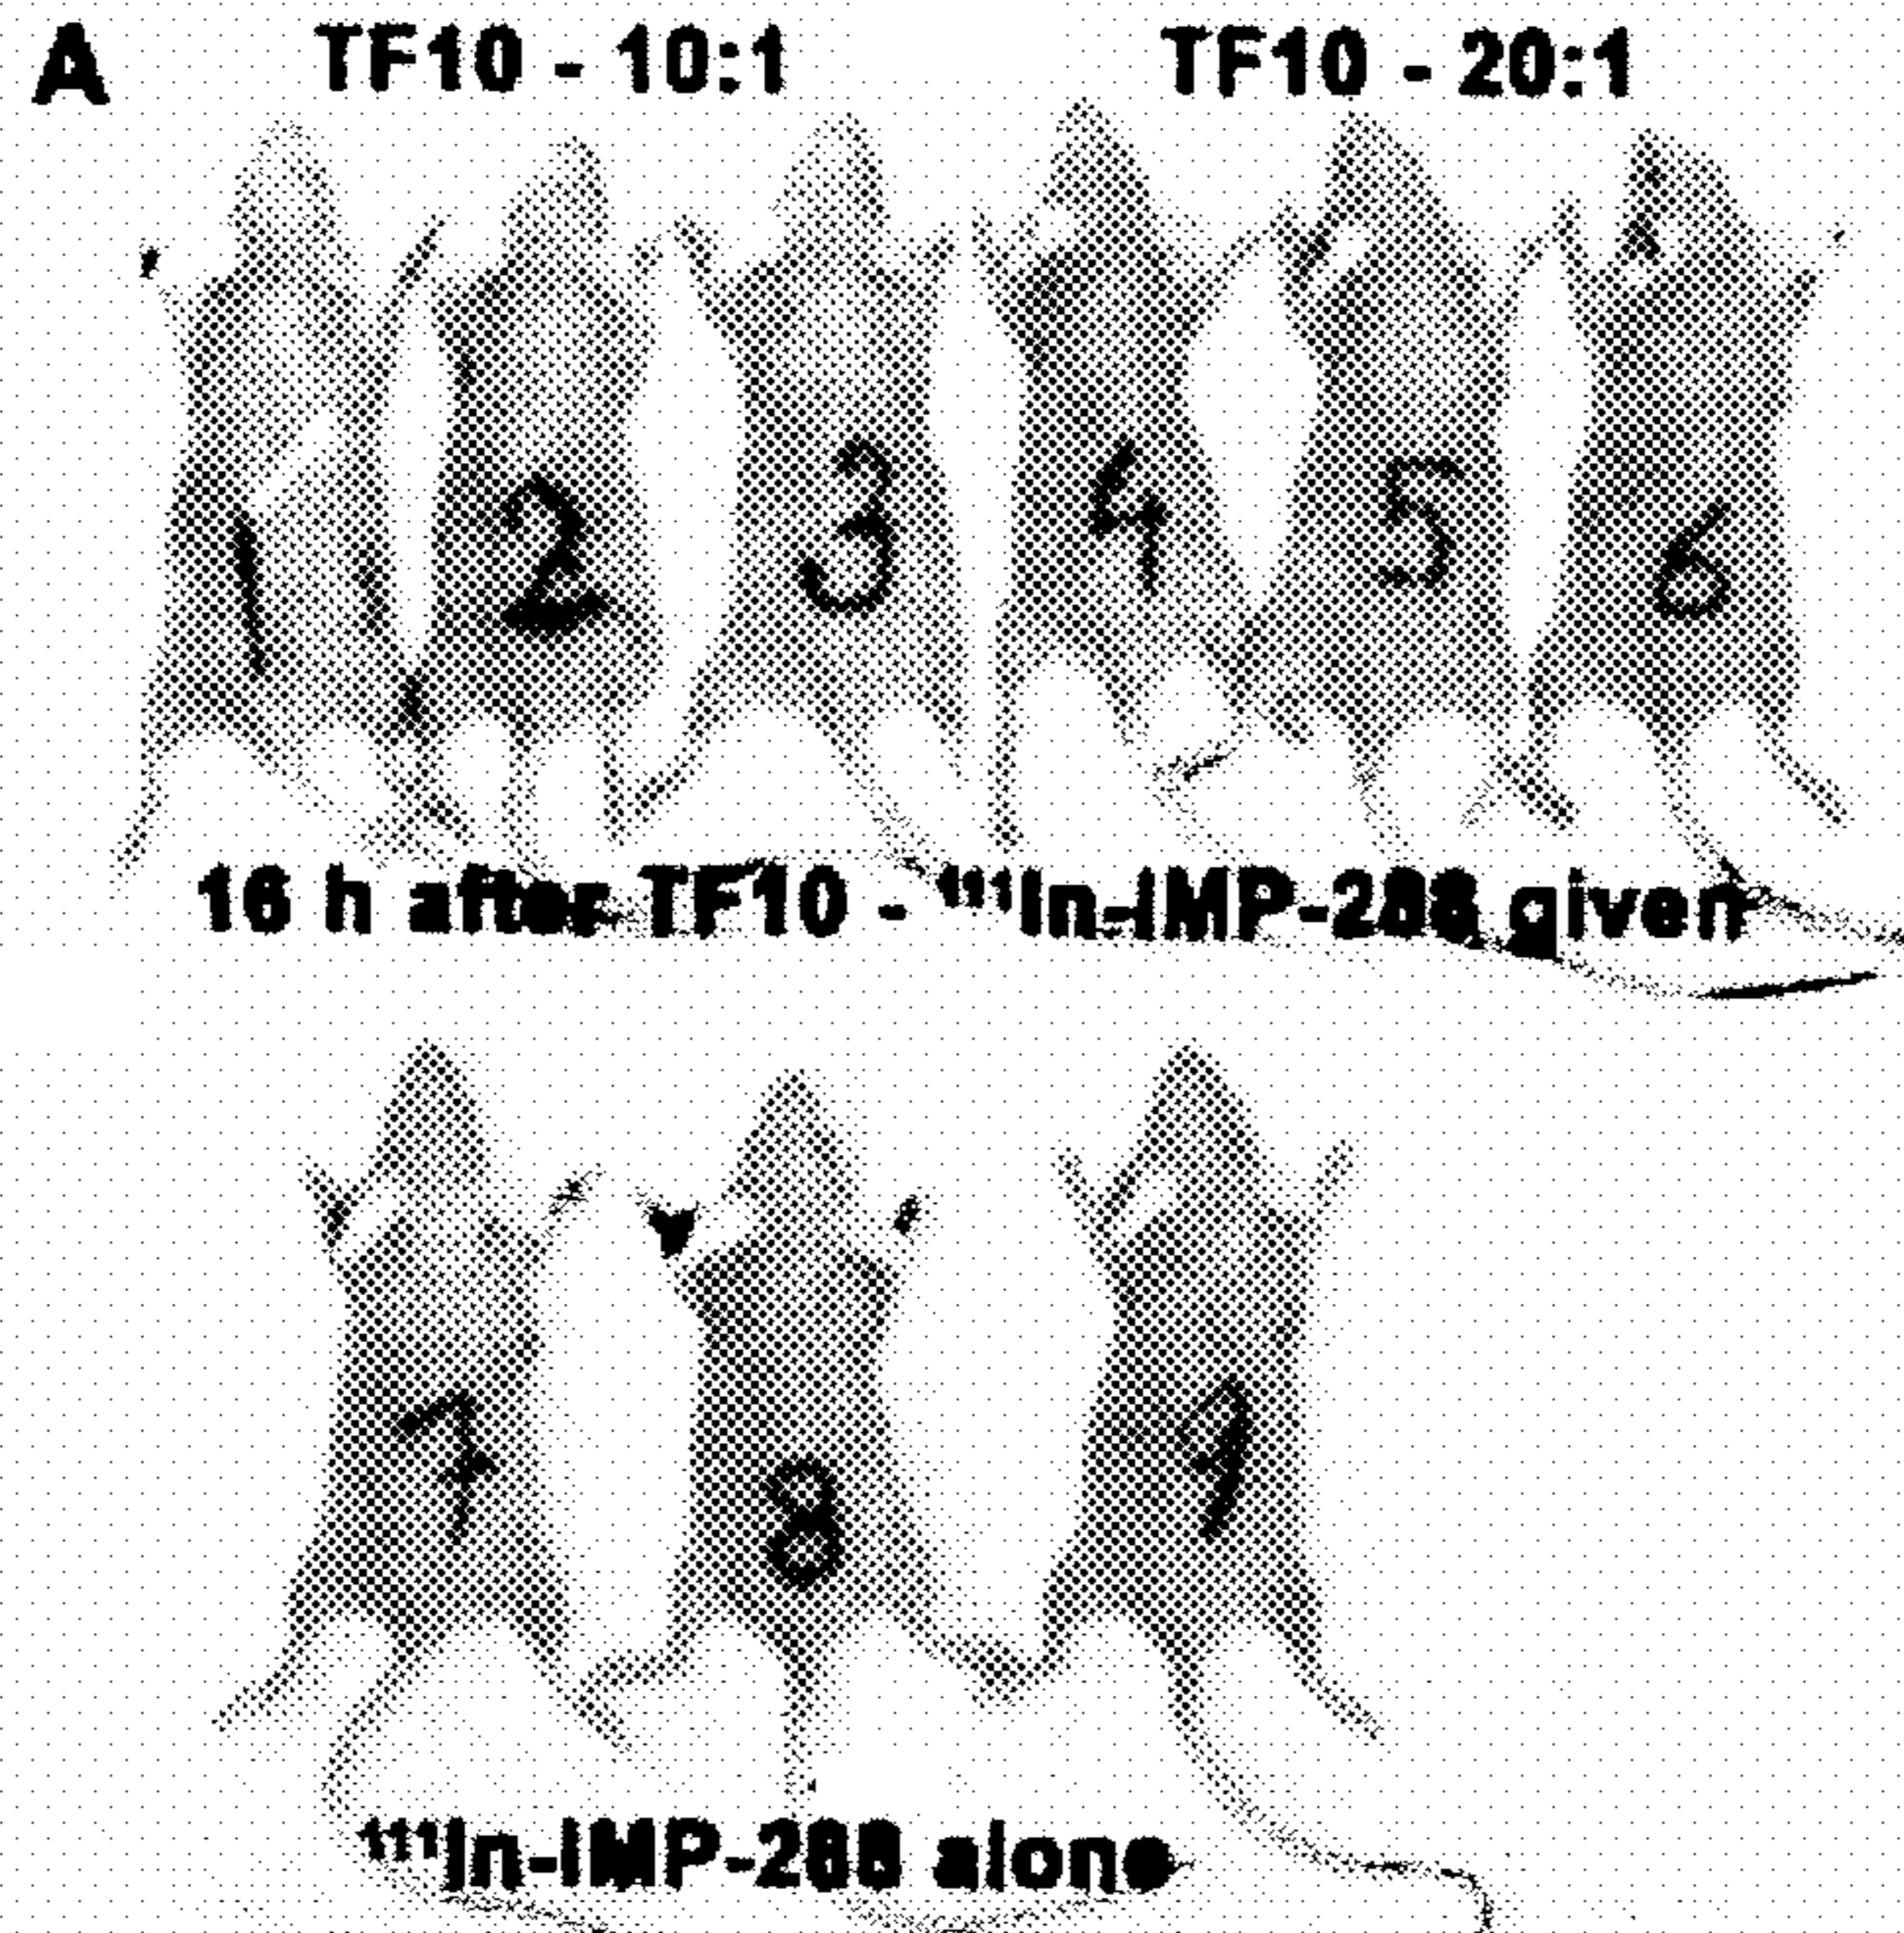 A
TF10 - 10:1 TF10 - 20:1
1 2 3 4 5 6
16 h after TF10 - ¹¹¹In-IMP-288 given
7 8 9
¹¹¹In-IMP-288 alone